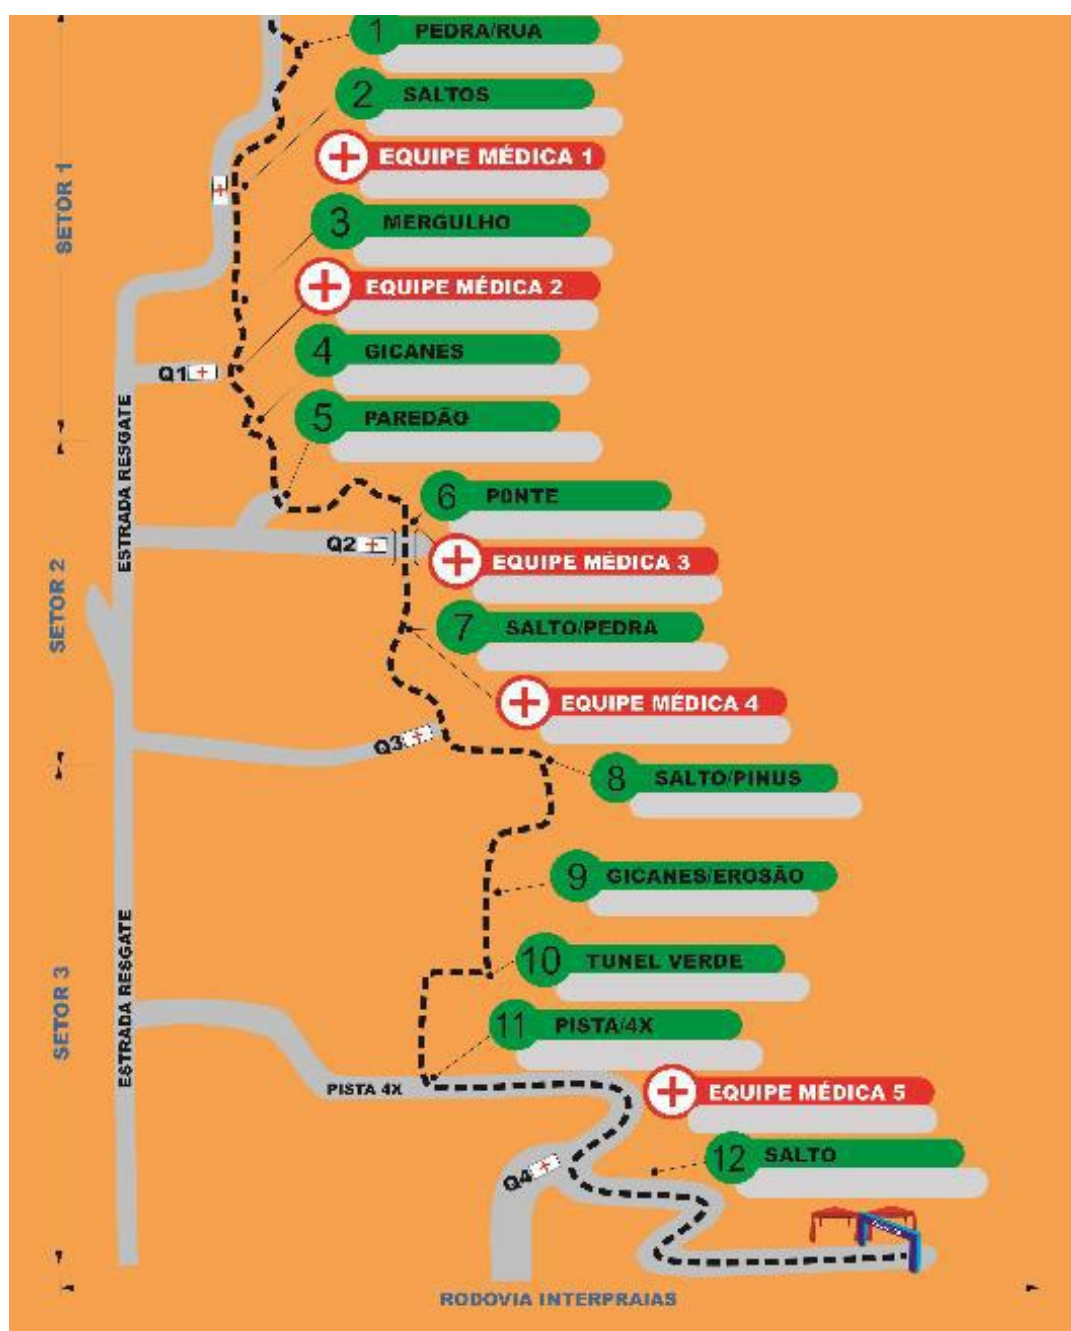 1 PEDRA/RUA
2 SALTOS
EQUIPE MÉDICA 1
SETOR 1
3 MERGULHO
EQUIPE MÉDICA 2
4 GICANES
Q1
5 PAREDÃO
ESTRADA RESGATE
6 P0NTE
Q2
EQUIPE MÉDICA 3
SETOR 2
7 SALTO/PEDRA
EQUIPE MÉDICA 4
Q3
8 SALTO/PINUS
9 GICANES/EROSÃO
10 TUNEL VERDE
SETOR 3
ESTRADA RESGATE
11 PISTA/4X
PISTA 4X
EQUIPE MÉDICA 5
12 SALTO
Q4
RODOVIA INTERPRAIAS